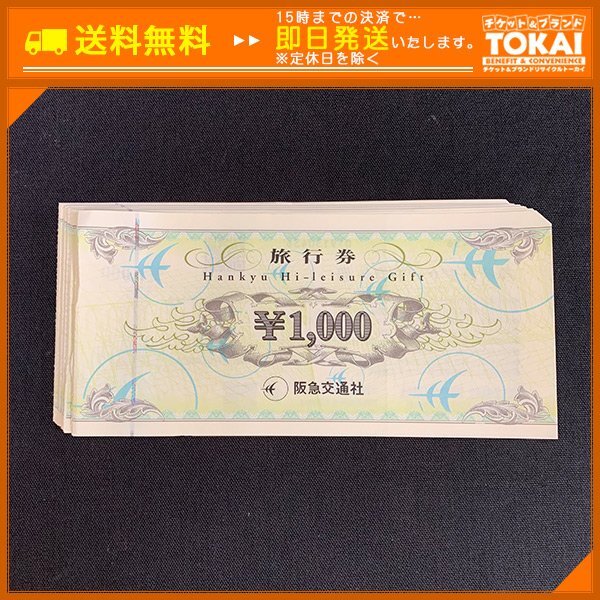 送料無料
▶▶
15時までの決済で…
即日発送いたします。
※定休日を除く
チケット&ブランド
TOKAI
BENEFIT & CONVENIENCE
チケット&ブランドリサイクルトーカイ
旅行券
Hankyu Hi-leisure Gift
¥1,000
阪急交通社